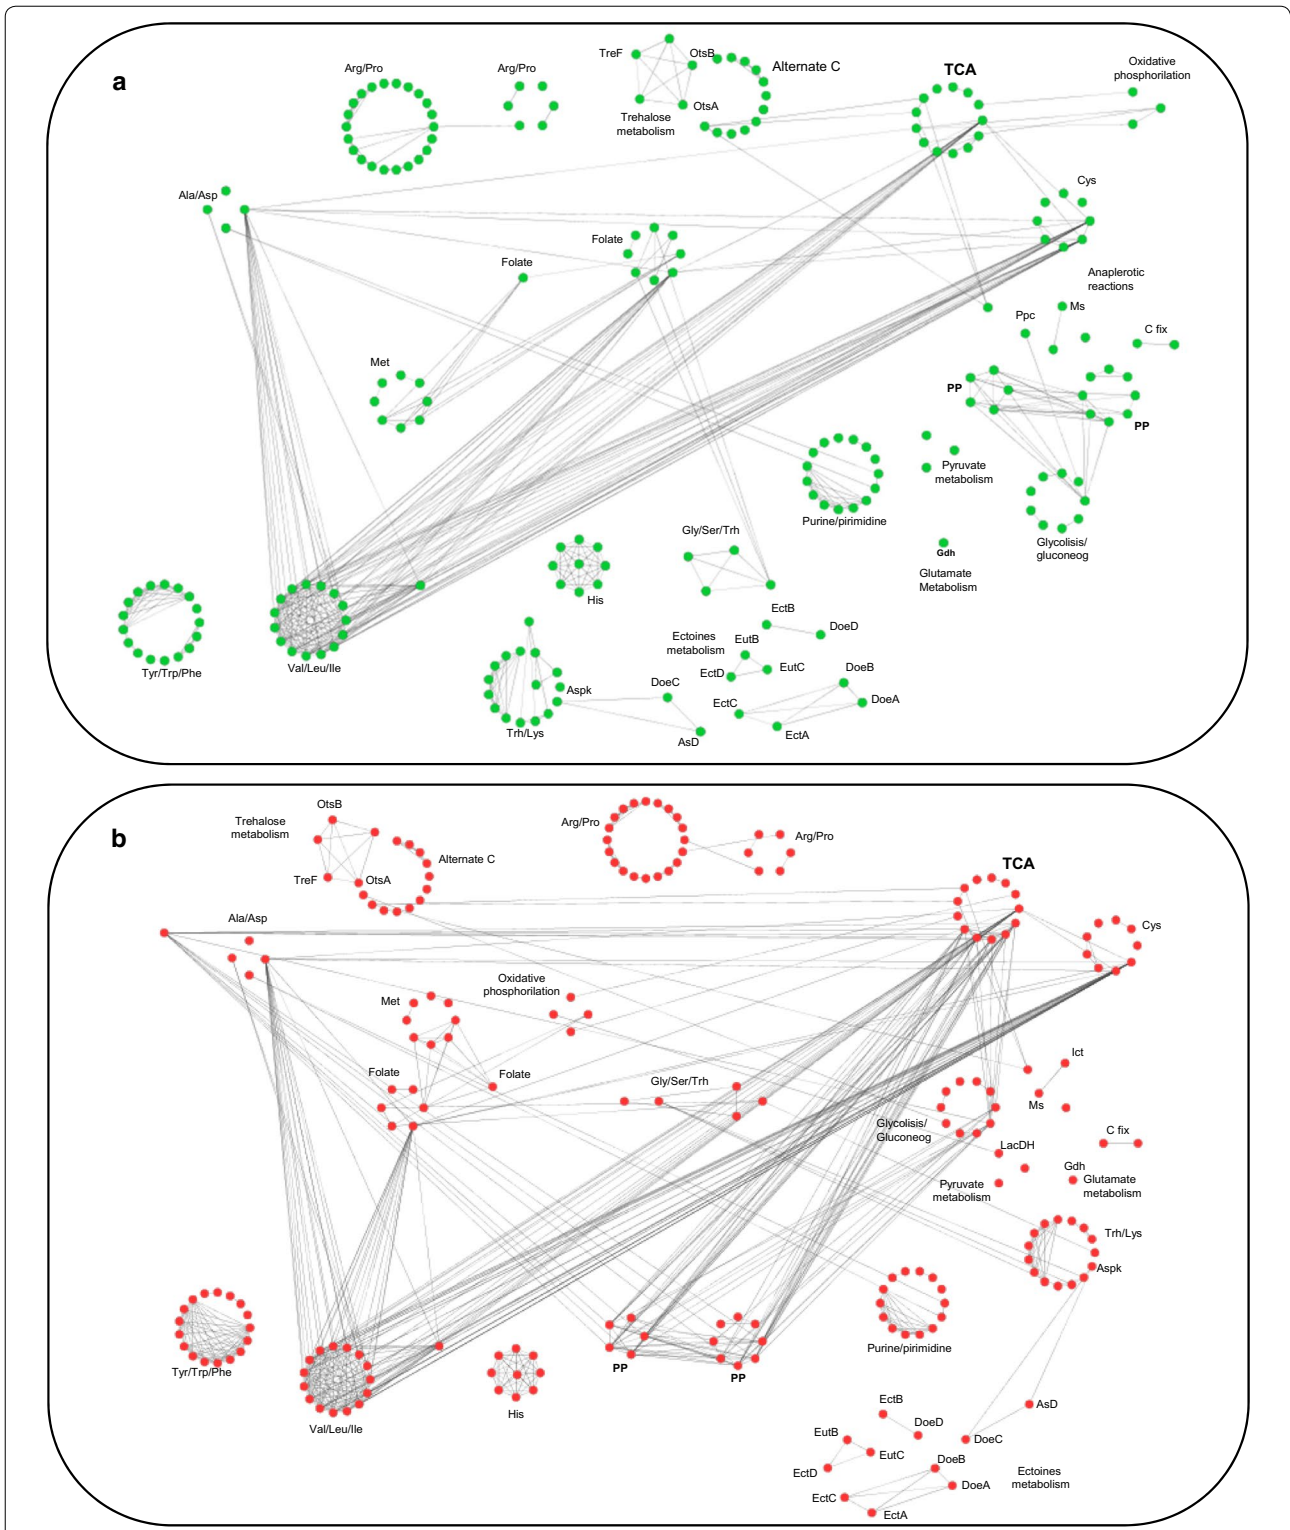 a
Arg/Pro
Arg/Pro
TreF
OtsB
Alternate C
OtsA
Trehalose
metabolism
TCA
Oxidative
phosphorilation
Ala/Asp
Cys
Folate
Folate
Anaplerotic
reactions
Ms
Ppc
C fix
Met
PP
PP
Pyruvate
metabolism
Purine/pirimidine
Glycolisis/
gluconeog
Gly/Ser/Trh
Gdh
Glutamate
Metabolism
His
EctB
DoeD
Ectoines
metabolism
EutB
EutC
EctD
DoeB
DoeA
EctC
EctA
Tyr/Trp/Phe
Val/Leu/Ile
Aspk
DoeC
AsD
Trh/Lys
b
OtsB
Trehalose
metabolism
Alternate C
TreF
OtsA
Arg/Pro
Arg/Pro
TCA
Ala/Asp
Cys
Oxidative
phosphorilation
Met
Folate
Folate
Gly/Ser/Trh
Ict
Ms
Glycolisis/
Gluconeog
C fix
LacDH
Pyruvate
metabolism
Gdh
Glutamate
metabolism
Trh/Lys
Aspk
Purine/pirimidine
Tyr/Trp/Phe
PP
PP
Val/Leu/Ile
His
EctB
DoeD
AsD
DoeC
EutB
EutC
EctD
DoeB
DoeA
Ectoines
metabolism
EctC
EctA